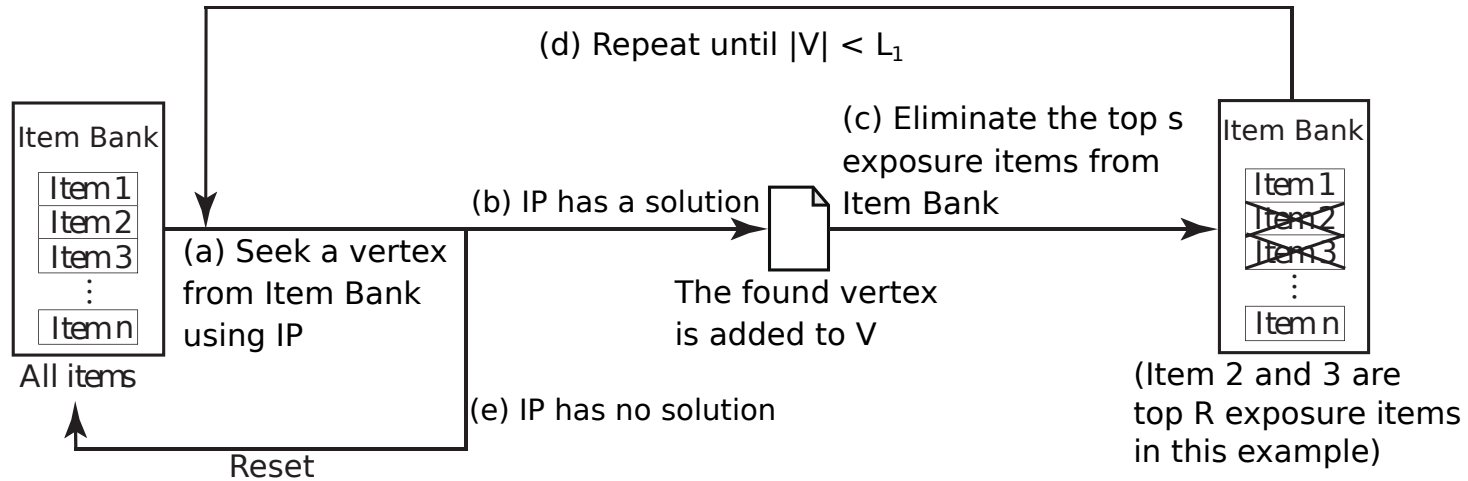 (d) Repeat until |V| < L₁
Item Bank
Item 1
Item 2
Item 3
⋮
Item n
All items
(a) Seek a vertex
from Item Bank
using IP
(b) IP has a solution
The found vertex
is added to V
(c) Eliminate the top s
exposure items from
Item Bank
Item Bank
Item 1
Item 2
Item 3
⋮
Item n
(Item 2 and 3 are
top R exposure items
in this example)
(e) IP has no solution
Reset